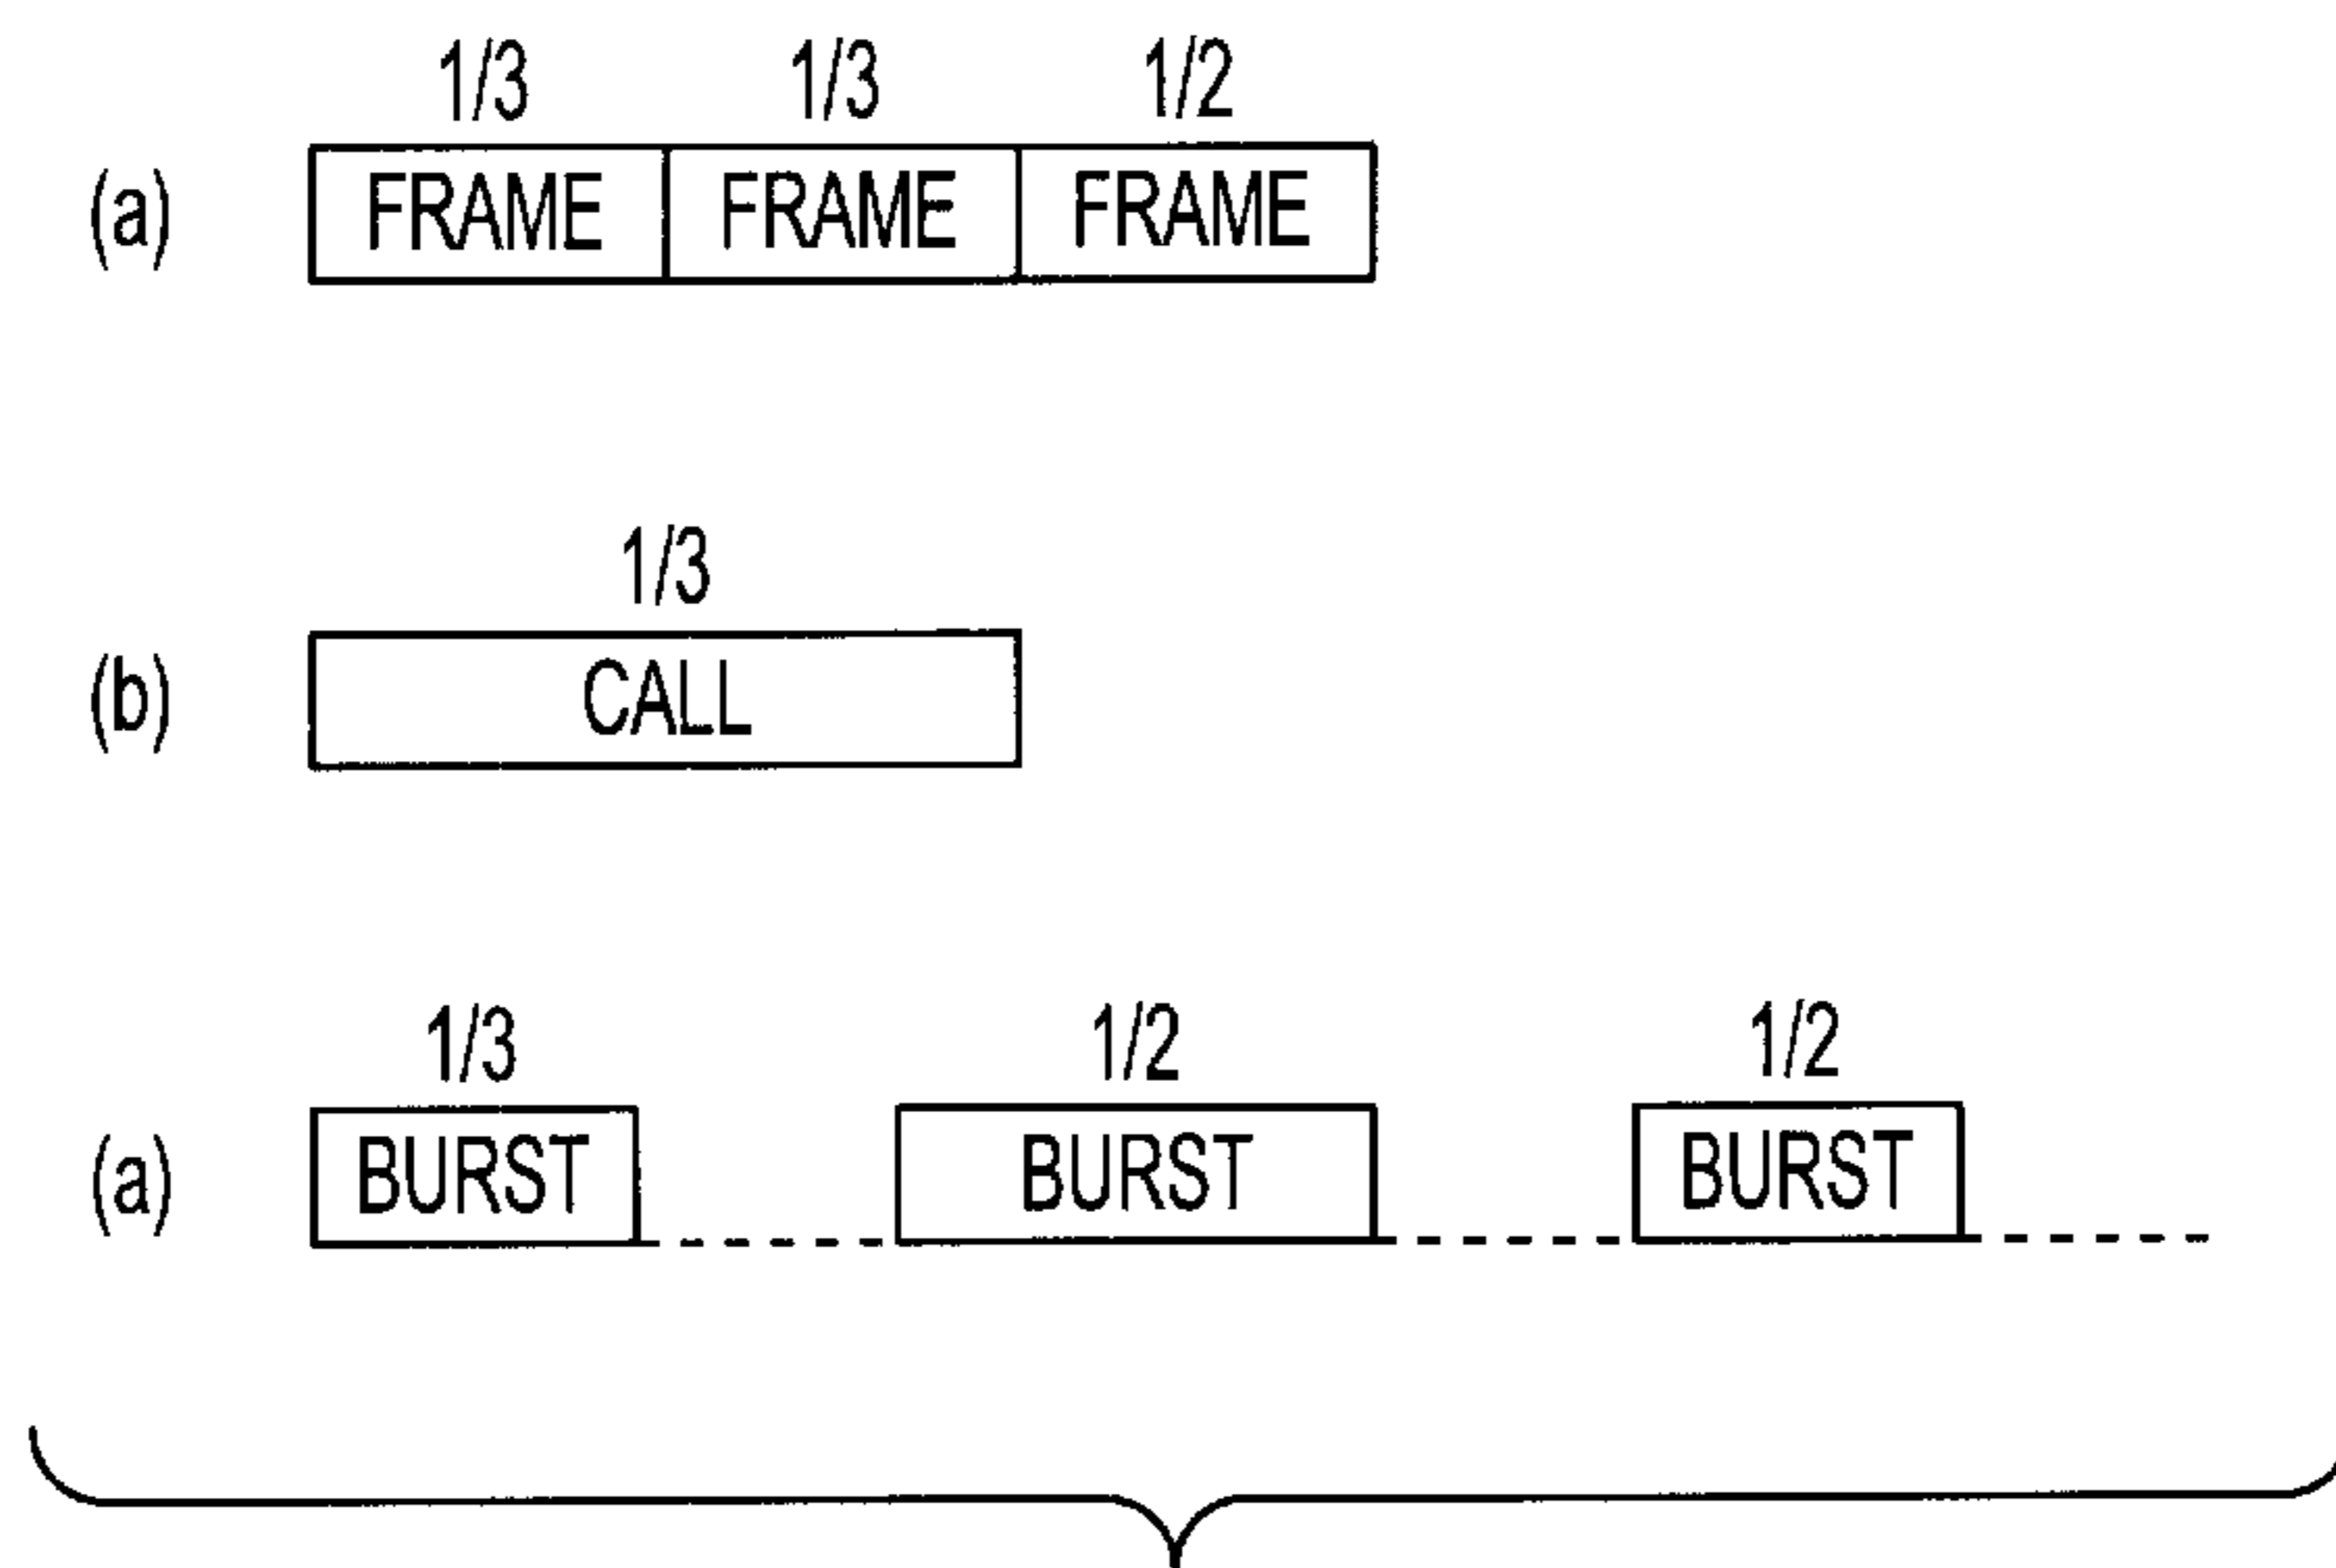 1/3 1/3 1/2
(a) FRAME FRAME FRAME
1/3
(b) CALL
1/3 1/2 1/2
(a) BURST BURST BURST